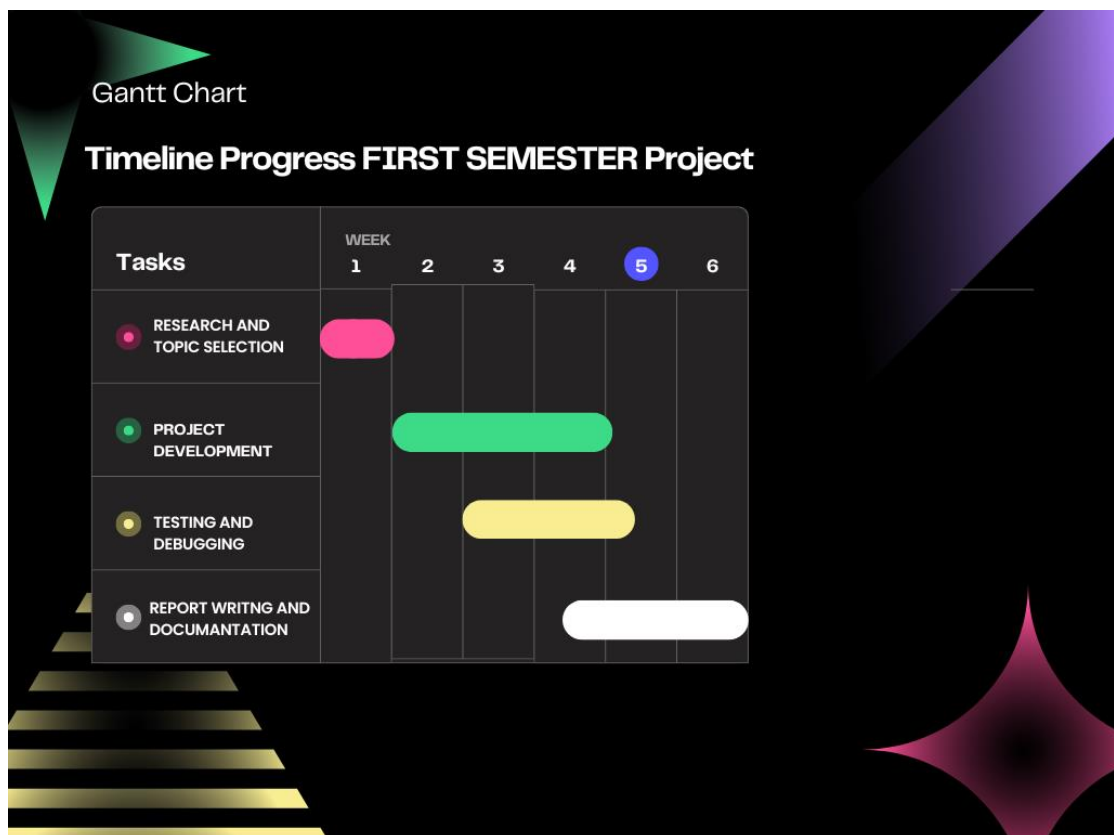 Gantt Chart
Timeline Progress FIRST SEMESTER Project
WEEK
Tasks 1 2 3 4 5 6
RESEARCH AND
TOPIC SELECTION
PROJECT
DEVELOPMENT
TESTING AND
DEBUGGING
REPORT WRITNG AND
DOCUMANTATION